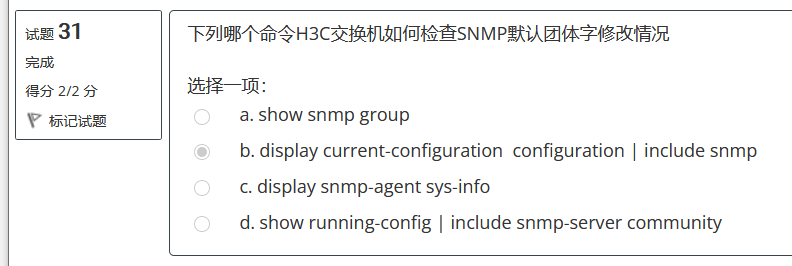 试题 31
完成
得分 2/2 分
标记试题
下列哪个命令H3C交换机如何检查SNMP默认团体字修改情况
选择一项：
a. show snmp group
b. display current-configuration  configuration | include snmp
c. display snmp-agent sys-info
d. show running-config | include snmp-server community